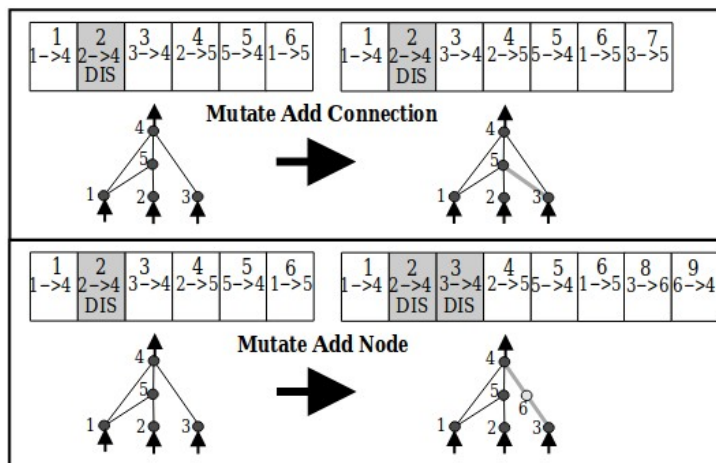 1 2 3 4 5 6 1 2 3 4 5 6 7
1->4 2->4 3->4 2->5 5->4 1->5 1->4 2->4 3->4 2->5 5->4 1->5 3->5
DIS DIS
Mutate Add Connection
4 4
5 5
1 2 3 1 2 3
1 2 3 4 5 6 1 2 3 4 5 6 8 9
1->4 2->4 3->4 2->5 5->4 1->5 1->4 2->4 3->4 2->5 5->4 1->5 3->6 6->4
DIS DIS DIS
Mutate Add Node
4 4
5 5 6
1 2 3 1 2 3